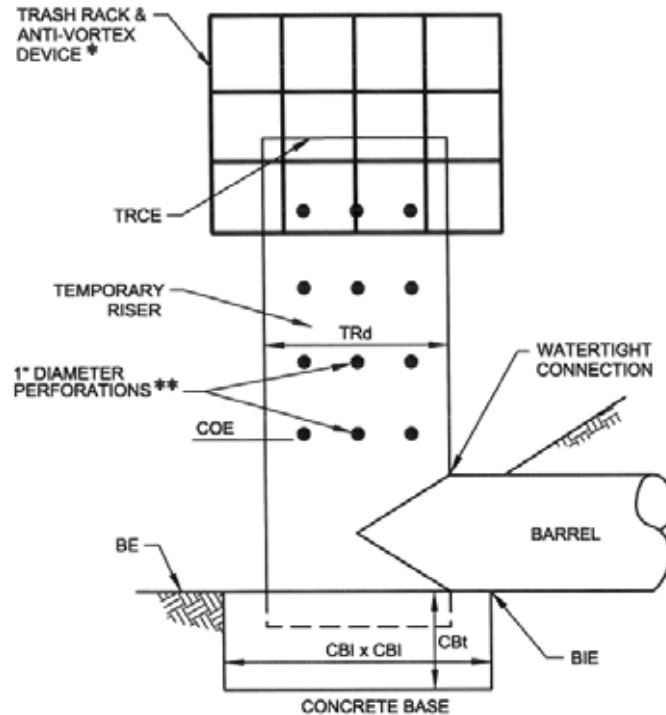 TRASH RACK &
ANTI-VORTEX
DEVICE *
TRCE
TEMPORARY
RISER
TRd
WATERTIGHT
CONNECTION
1" DIAMETER
PERFORATIONS **
COE
BARREL
BE
CBt
CBl x CBl
BIE
CONCRETE BASE